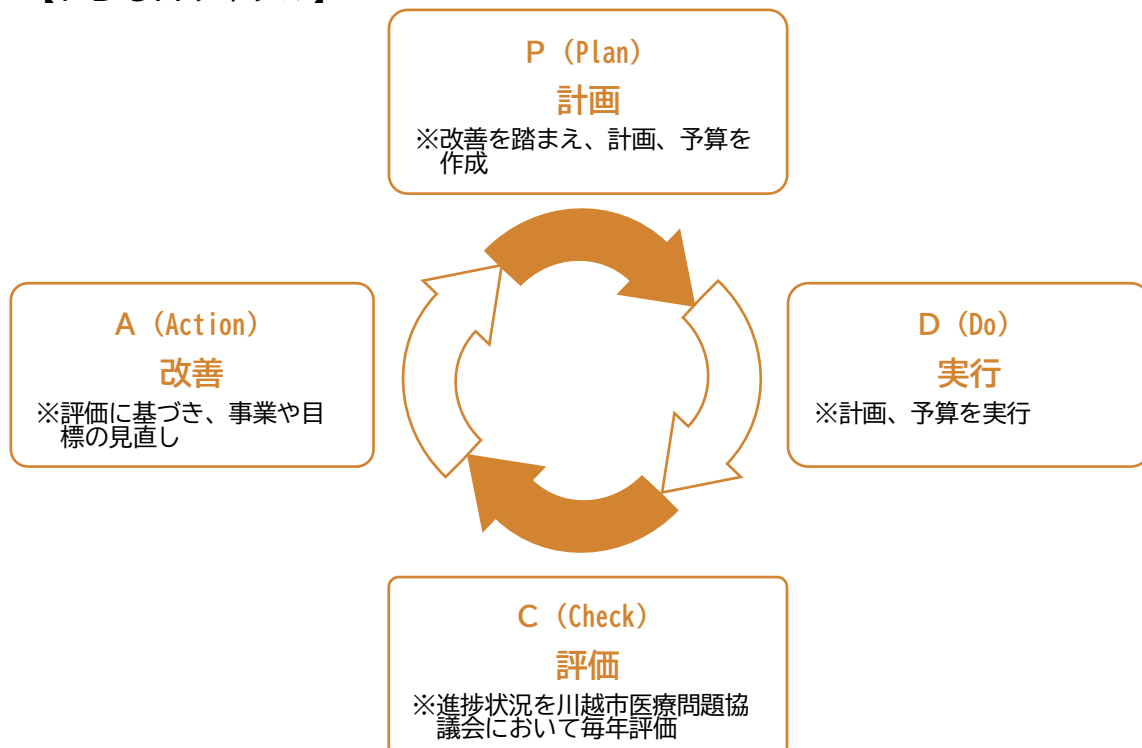 P（Plan）
計画
※改善を踏まえ、計画、予算を
作成
A（Action）
改善
※評価に基づき、事業や目
標の見直し
D（Do）
実行
※計画、予算を実行
C（Check）
評価
※進捗状況を川越市医療問題協
議会において毎年評価